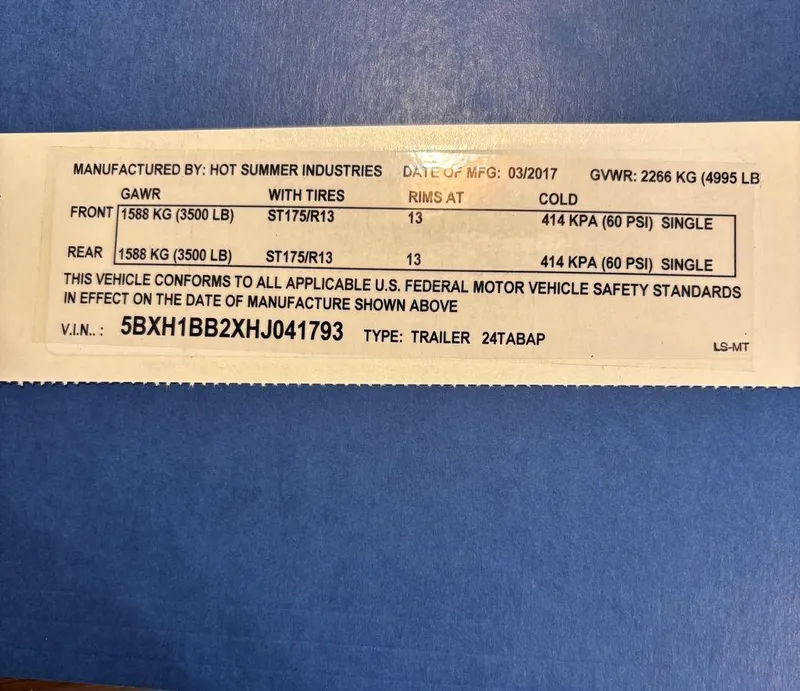 MANUFACTURED BY: HOT SUMMER INDUSTRIES DATE OF MFG: 03/2017 GVWR: 2266 KG (4995 LB
GAWR WITH TIRES RIMS AT COLD
FRONT 1588 KG (3500 LB) ST175/R13 13 414 KPA (60 PSI) SINGLE
REAR 1588 KG (3500 LB) ST175/R13 13 414 KPA (60 PSI) SINGLE
THIS VEHICLE CONFORMS TO ALL APPLICABLE U.S. FEDERAL MOTOR VEHICLE SAFETY STANDARDS
IN EFFECT ON THE DATE OF MANUFACTURE SHOWN ABOVE
V.I.N.. : 5BXH1BB2XHJ041793 TYPE: TRAILER 24TABAP
LS-MT